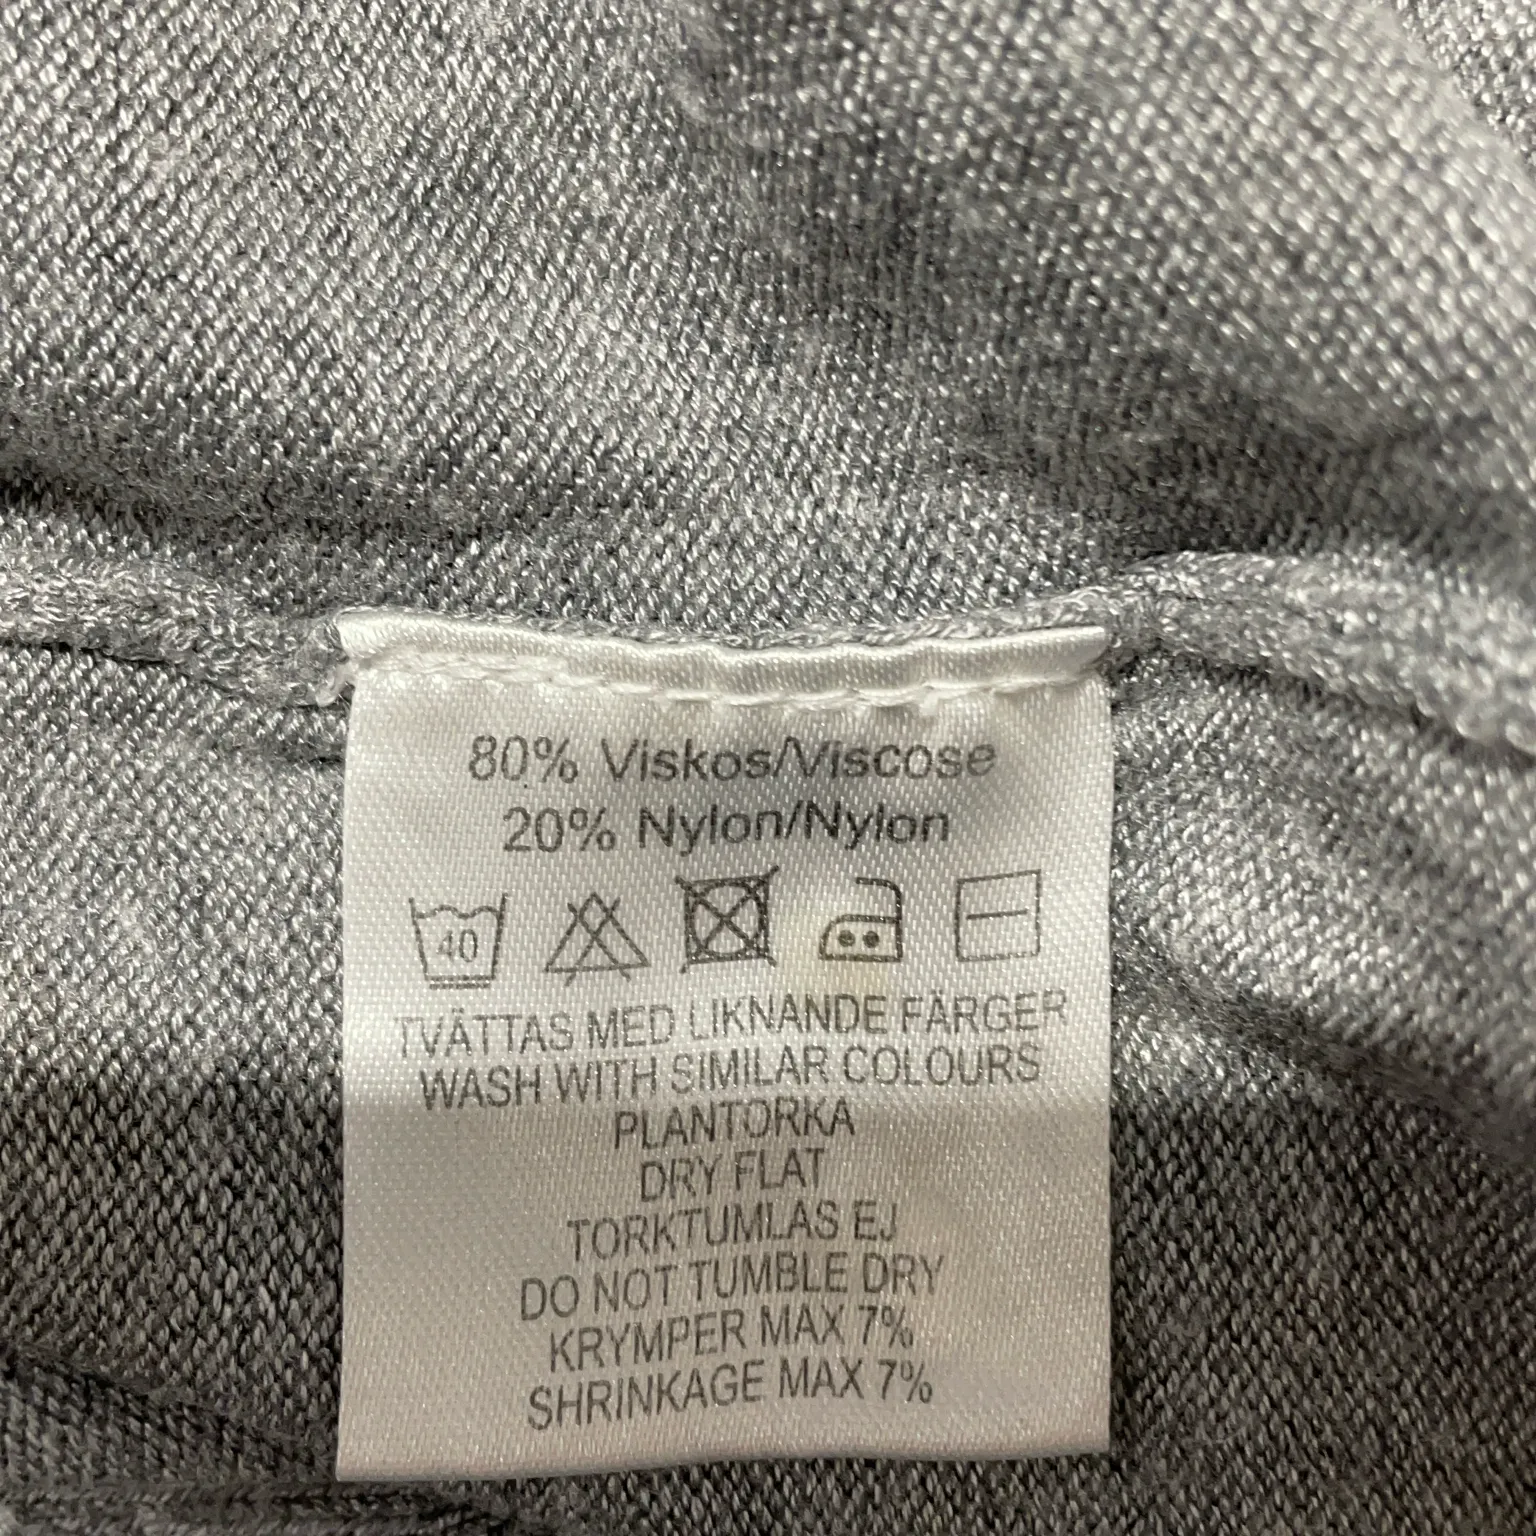 80% Viskos/Viscose
20% Nylon/Nylon
40
TVÄTTAS MED LIKNANDE FÄRGER
WASH WITH SIMILAR COLOURS
PLANTORKA
DRY FLAT
TORKTUMLAS EJ
DO NOT TUMBLE DRY
KRYMPER MAX 7%
SHRINKAGE MAX 7%